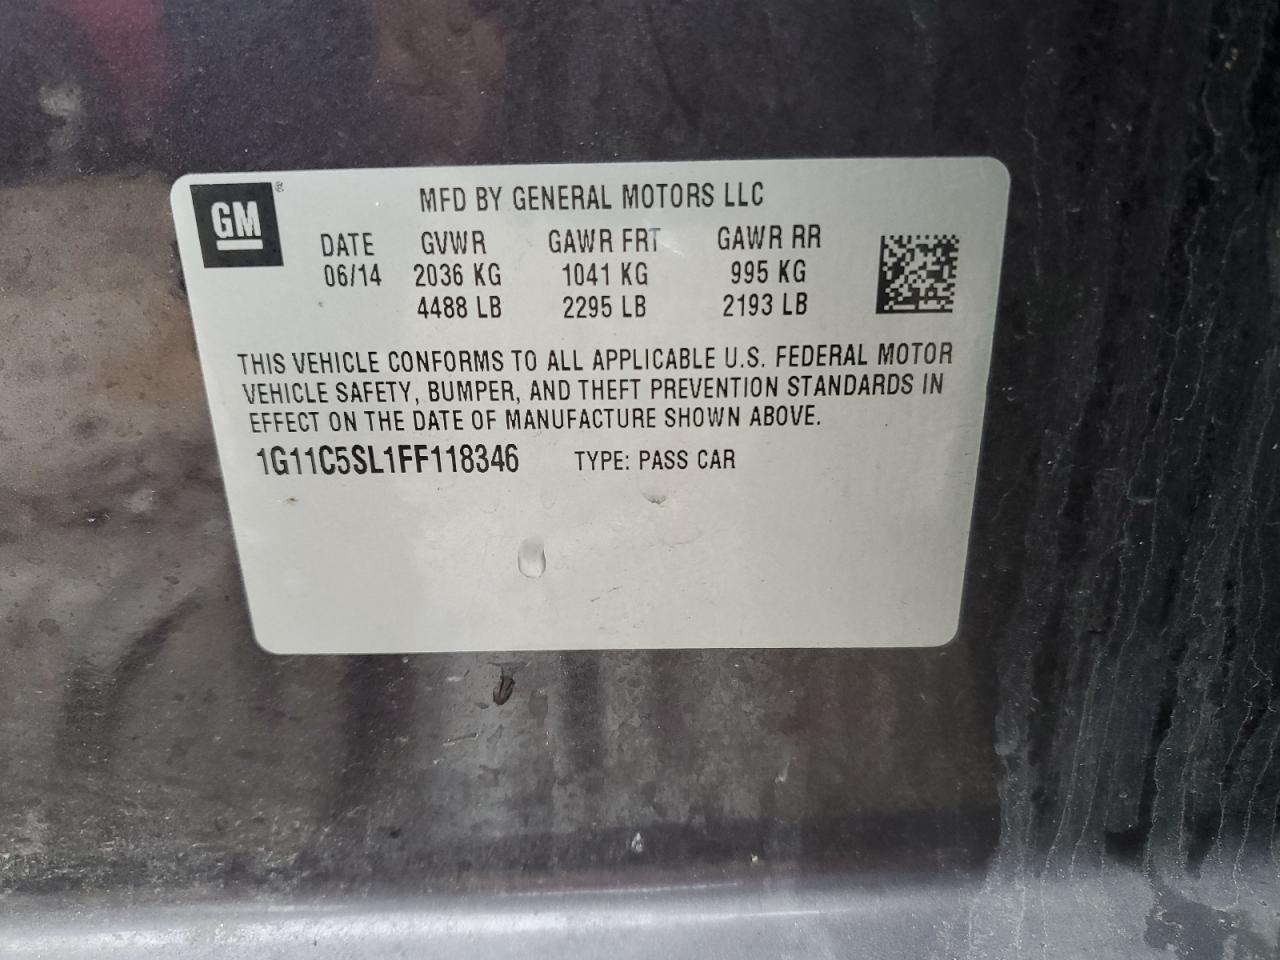 GM®
MFD BY GENERAL MOTORS LLC
DATE GVWR GAWR FRT GAWR RR
06/14 2036 KG 1041 KG 995 KG
4488 LB 2295 LB 2193 LB
THIS VEHICLE CONFORMS TO ALL APPLICABLE U.S. FEDERAL MOTOR
VEHICLE SAFETY, BUMPER, AND THEFT PREVENTION STANDARDS IN
EFFECT ON THE DATE OF MANUFACTURE SHOWN ABOVE.
1G11C5SL1FF118346 TYPE: PASS CAR